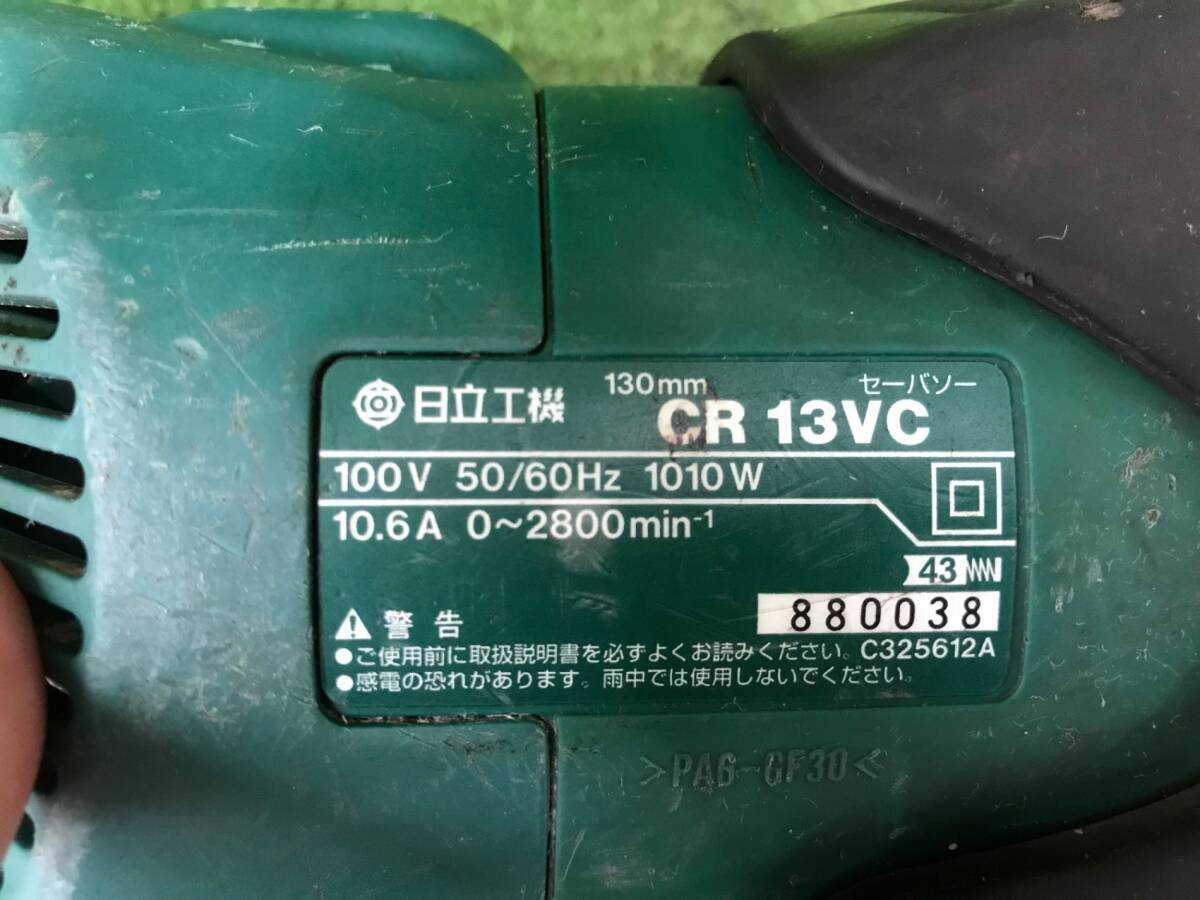 日立工機 130mm セーバソー
CR 13VC
100V 50/60Hz 1010W
10.6A 0～2800min⁻¹
43
880038
警告
●ご使用前に取扱説明書を必ずよくお読みください。 C325612A
●感電の恐れがあります。雨中では使用しないでください。
>PA6-GF30<